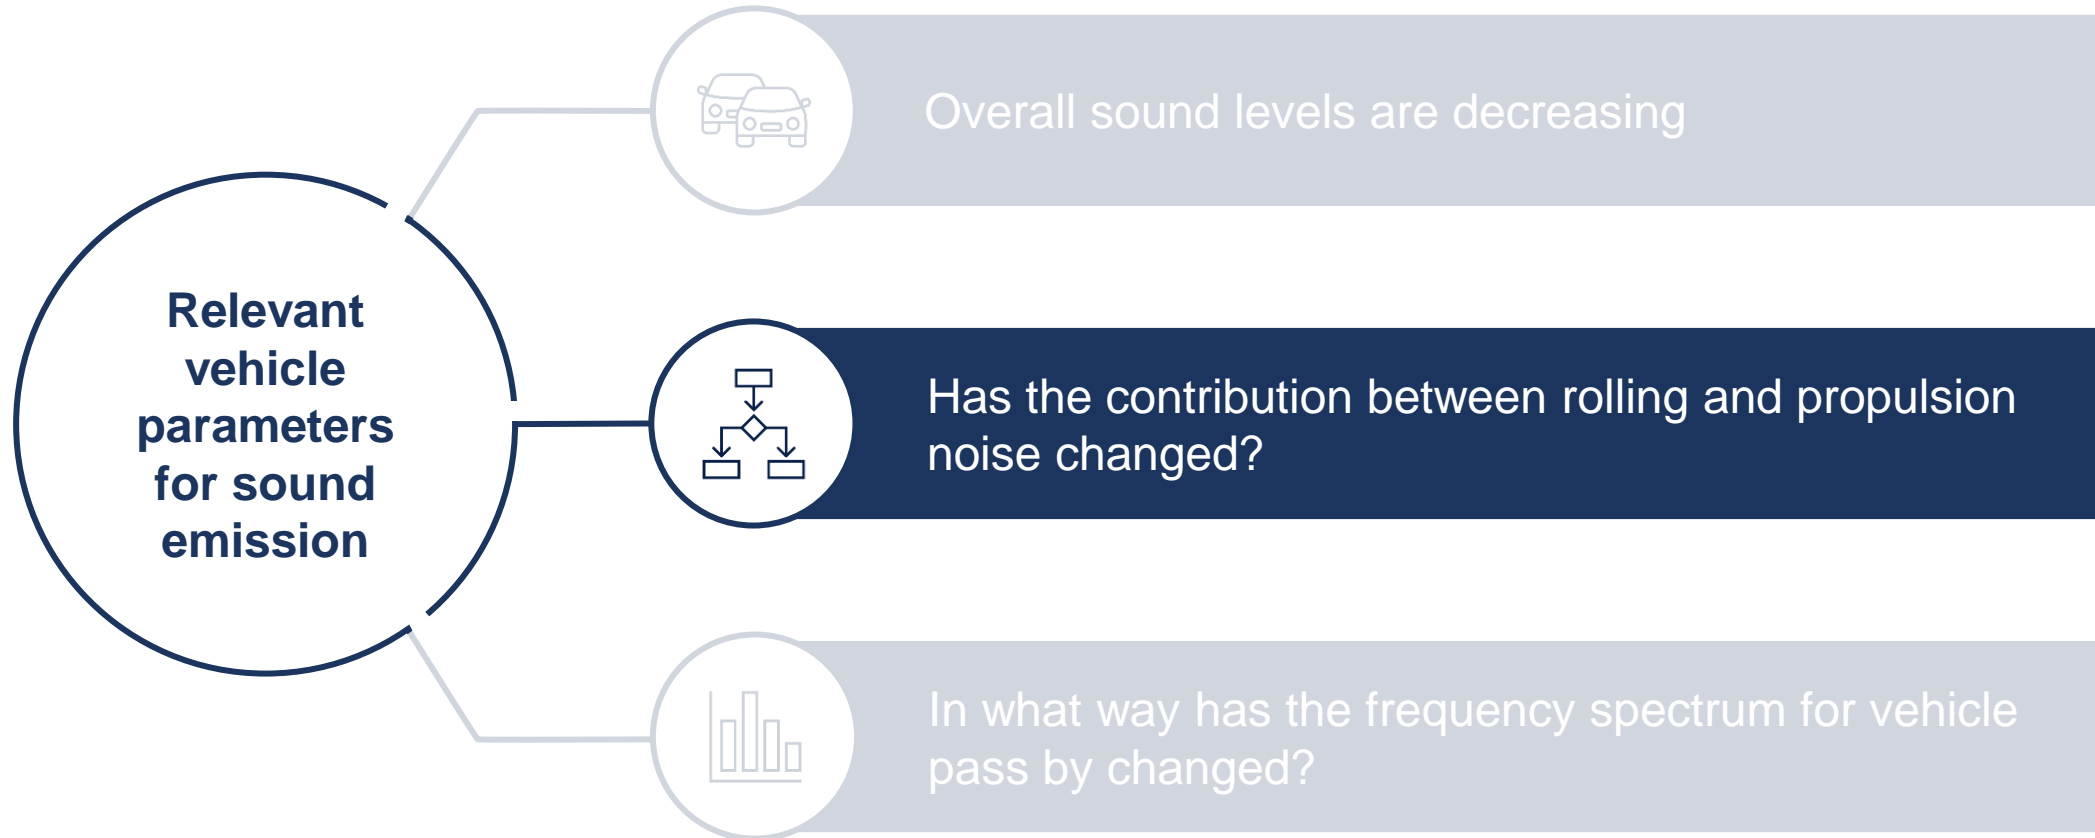 Relevant
vehicle
parameters
for sound
emission
Overall sound levels are decreasing
Has the contribution between rolling and propulsion
noise changed?
In what way has the frequency spectrum for vehicle
pass by changed?